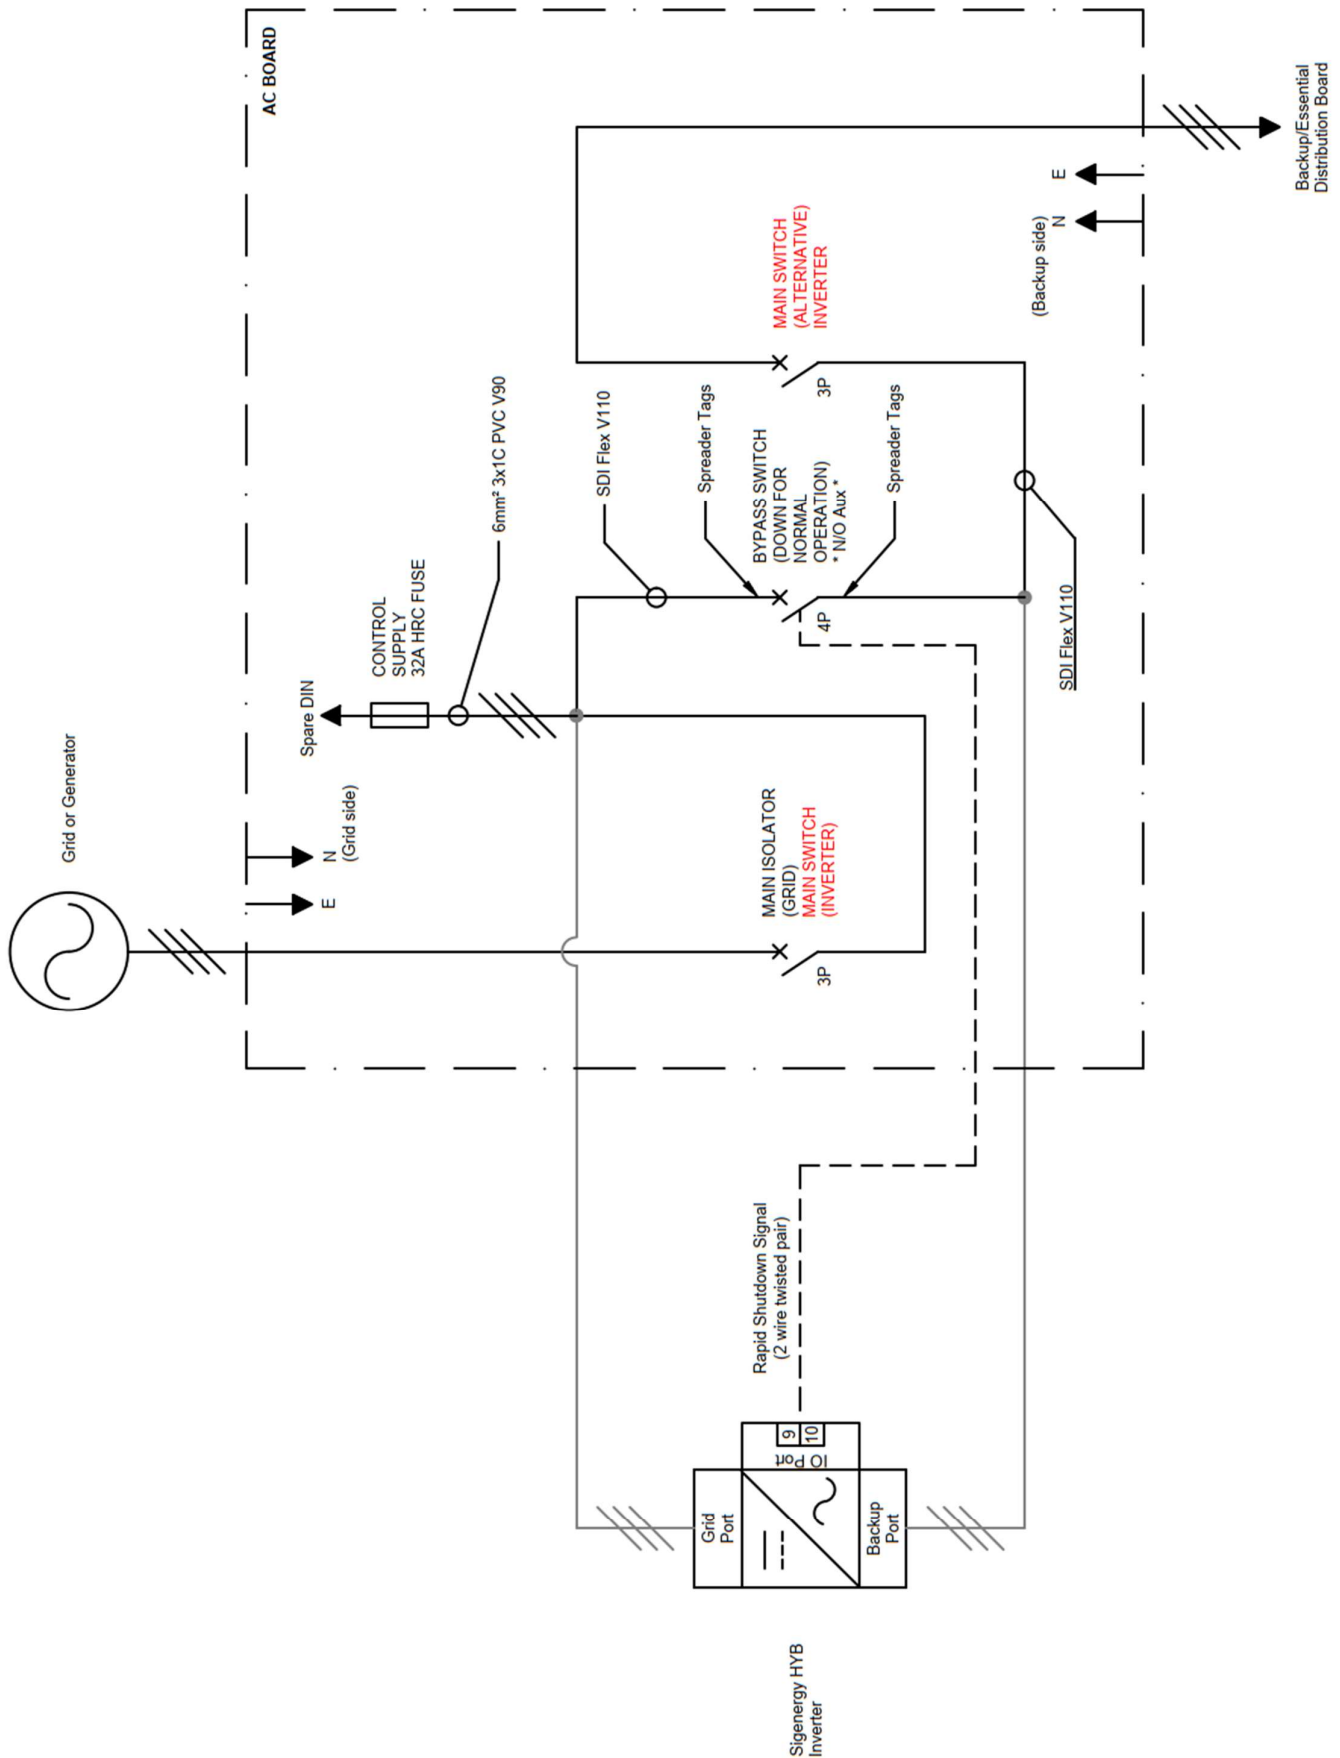 Grid or Generator
AC BOARD
E
N
(Grid side)
Spare DIN
CONTROL
SUPPLY
32A HRC FUSE
6mm² 3x1C PVC V90
SDI Flex V110
Spreader Tags
MAIN ISOLATOR
(GRID)
MAIN SWITCH
(INVERTER)
3P
BYPASS SWITCH
(DOWN FOR
NORMAL
OPERATION)
* N/O Aux *
4P
Spreader Tags
MAIN SWITCH
(ALTERNATIVE)
INVERTER
3P
SDI Flex V110
(Backup side)
N
E
Backup/Essential
Distribution Board
Rapid Shutdown Signal
(2 wire twisted pair)
Grid
Port
9
10
IO Port
Backup
Port
Sigenergy HYB
Inverter